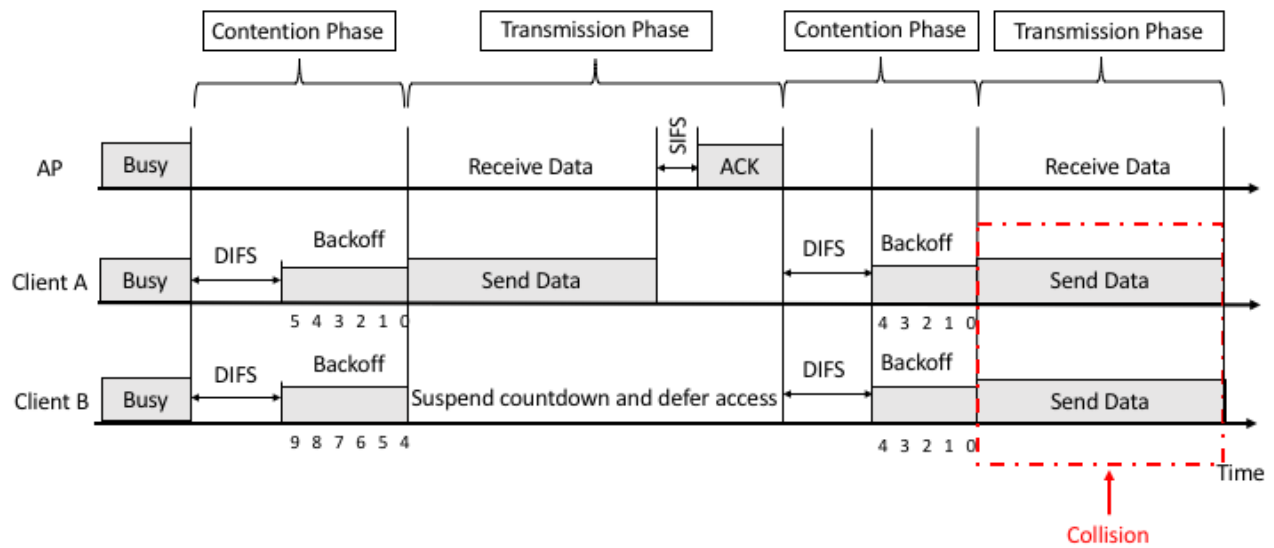 Contention Phase
Transmission Phase
Contention Phase
Transmission Phase
AP
Busy
Receive Data
SIFS
ACK
Receive Data
Client A
Busy
DIFS
Backoff
Send Data
DIFS
Backoff
Send Data
5 4 3 2 1 0
4 3 2 1 0
Client B
Busy
DIFS
Backoff
Suspend countdown and defer access
DIFS
Backoff
Send Data
9 8 7 6 5 4
4 3 2 1 0
Time
Collision